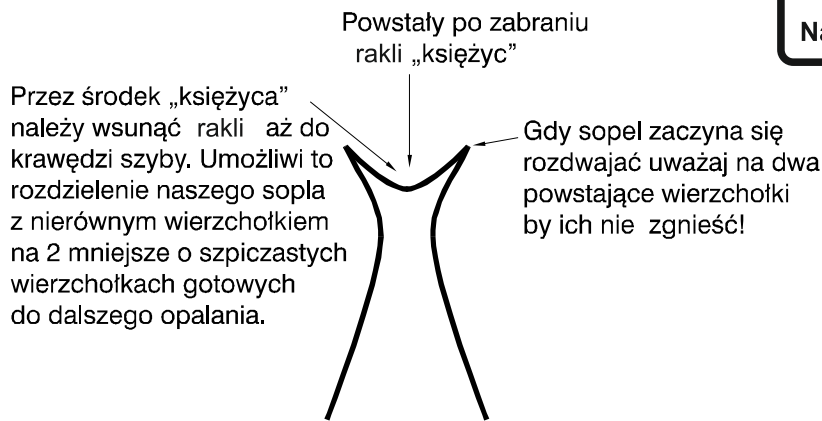 Powstały po zabraniu
rakli „księżyc”
Na
Przez środek „księżyca”
należy wsunąć rakli aż do
krawędzi szyby. Umożliwi to
rozdzielenie naszego sopla
z nierównym wierzchołkiem
na 2 mniejsze o szpiczastych
wierzchołkach gotowych
do dalszego opalania.
Gdy sopel zaczyna się
rozdwajać uważaj na dwa
powstające wierzchołki
by ich nie zgnieść!